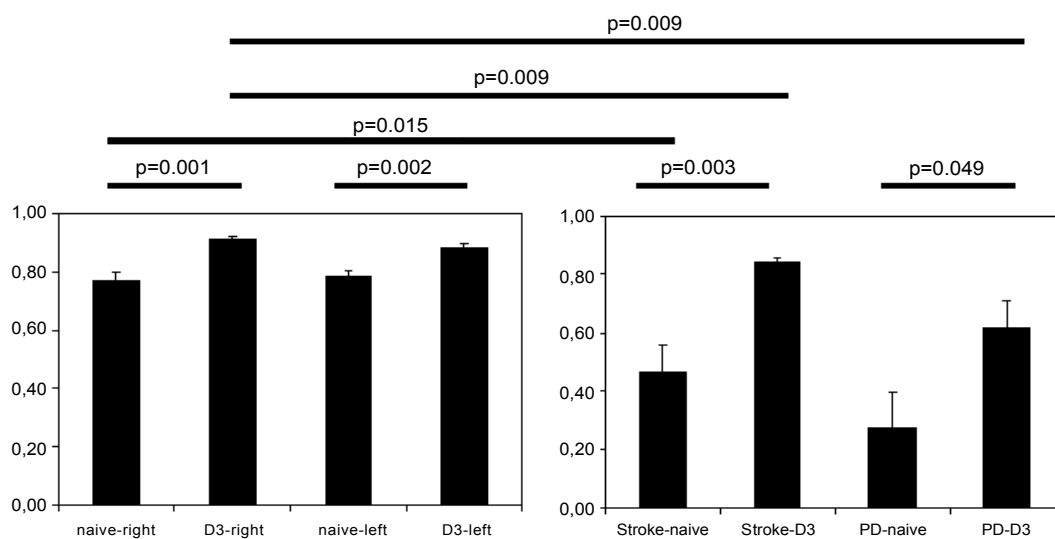 p=0.009
p=0.009
p=0.015
p=0.001
p=0.002
p=0.003
p=0.049
1,00
0,80
0,60
0,40
0,20
0,00
naive-right
D3-right
naive-left
D3-left
1,00
0,80
0,60
0,40
0,20
0,00
Stroke-naive
Stroke-D3
PD-naive
PD-D3